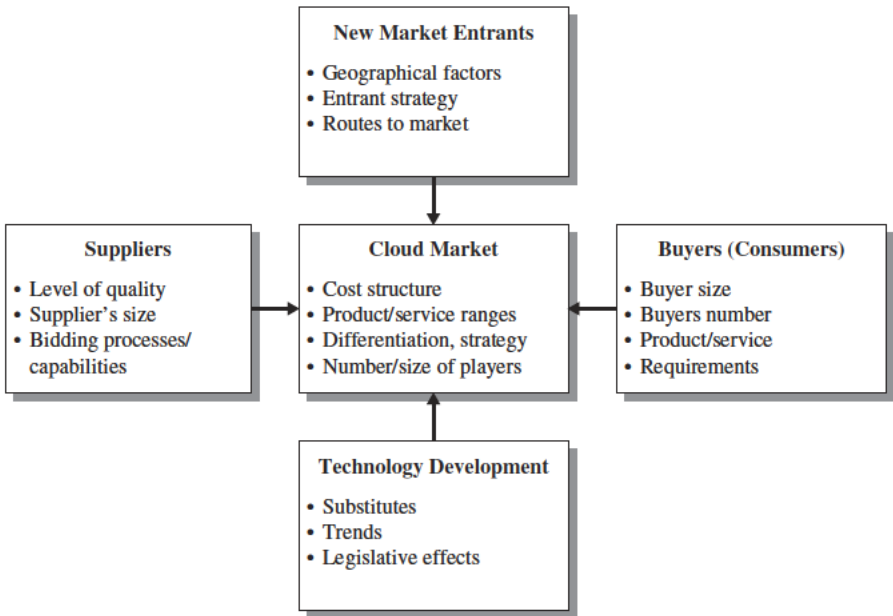 New Market Entrants
• Geographical factors
• Entrant strategy
• Routes to market
Suppliers
• Level of quality
• Supplier's size
• Bidding processes/
capabilities
Cloud Market
• Cost structure
• Product/service ranges
• Differentiation, strategy
• Number/size of players
Buyers (Consumers)
• Buyer size
• Buyers number
• Product/service
• Requirements
Technology Development
• Substitutes
• Trends
• Legislative effects